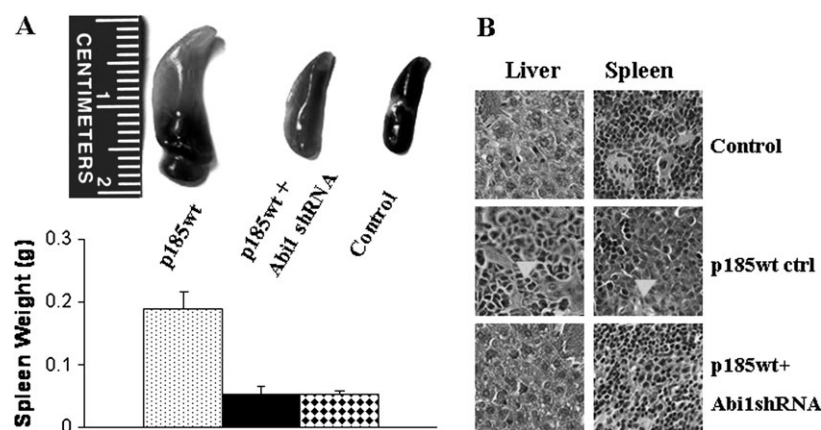 A
CENTIMETERS
1
2
p185wt
p185wt +
Abi1 shRNA
Control
Spleen Weight (g)
0.3
0.2
0.1
0
B
Liver Spleen
Control
p185wt ctrl
p185wt+
Abi1shRNA